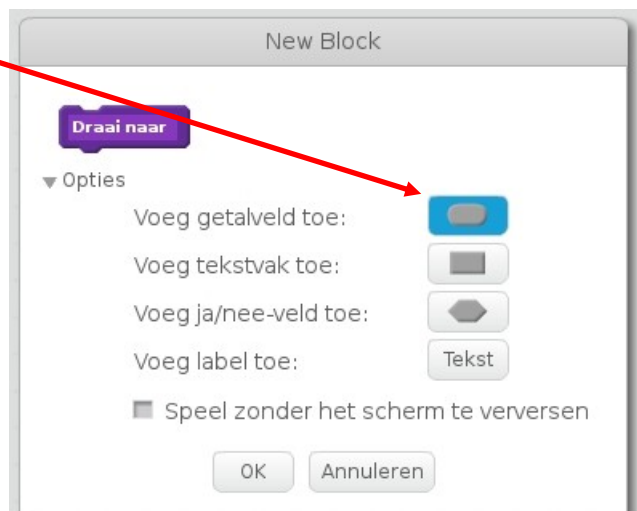 New Block
Draai naar
Opties
Voeg getalveld toe:
Voeg tekstvak toe:
Voeg ja/nee-veld toe:
Voeg label toe: Tekst
Speel zonder het scherm te verversen
OK Annuleren